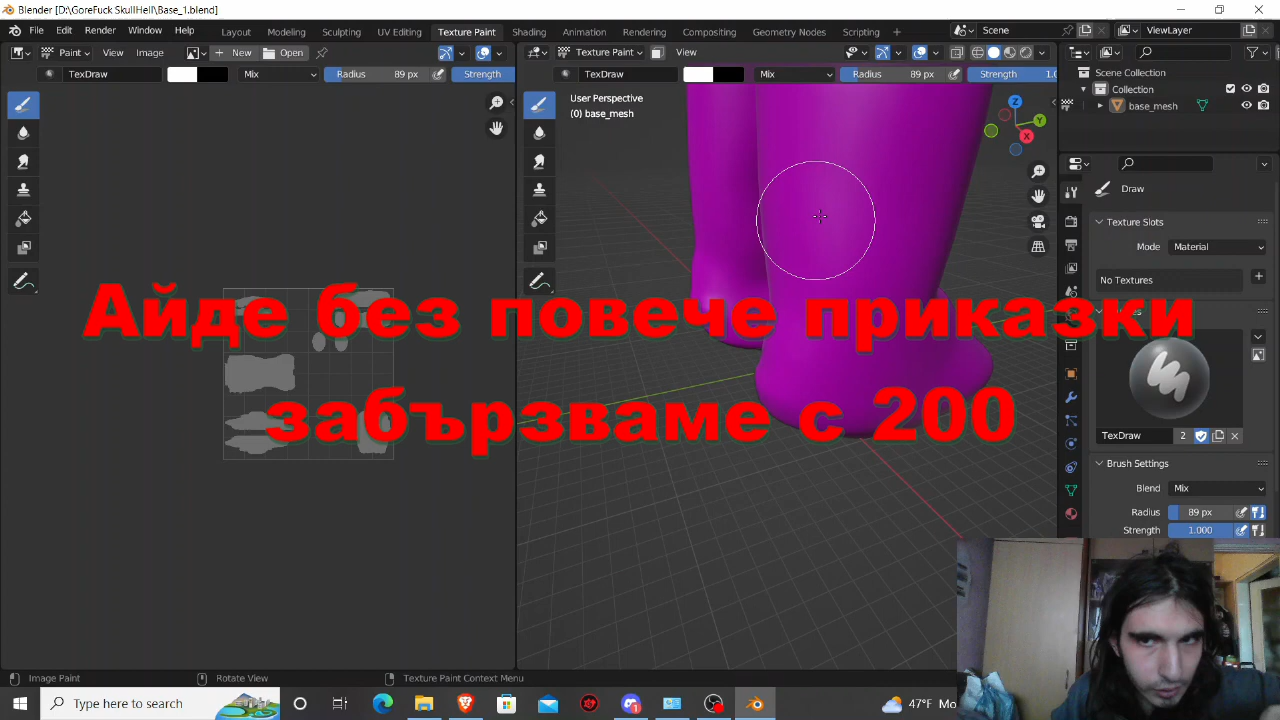 Blender [D:\GoreFuck SkullHell\Base_1.blend]
File Edit Render Window Help Layout Modeling Sculpting UV Editing Texture Paint Shading Animation Rendering Compositing Geometry Nodes Scripting + Scene ViewLayer
Paint View Image + New Open Texture Paint View
TexDraw Mix Radius 89 px Strength TexDraw Mix Radius 89 px Strength 1.0
Scene Collection
Collection
base_mesh
User Perspective
(0) base_mesh
Z
Y
X
Draw
Texture Slots
Mode Material
No Textures
Айде без повече приказки
забързваме с 200
TexDraw 2
Brush Settings
Blend Mix
Radius 89 px
Strength 1.000
Image Paint Rotate View Texture Paint Context Menu
Type here to search
47°F Mo